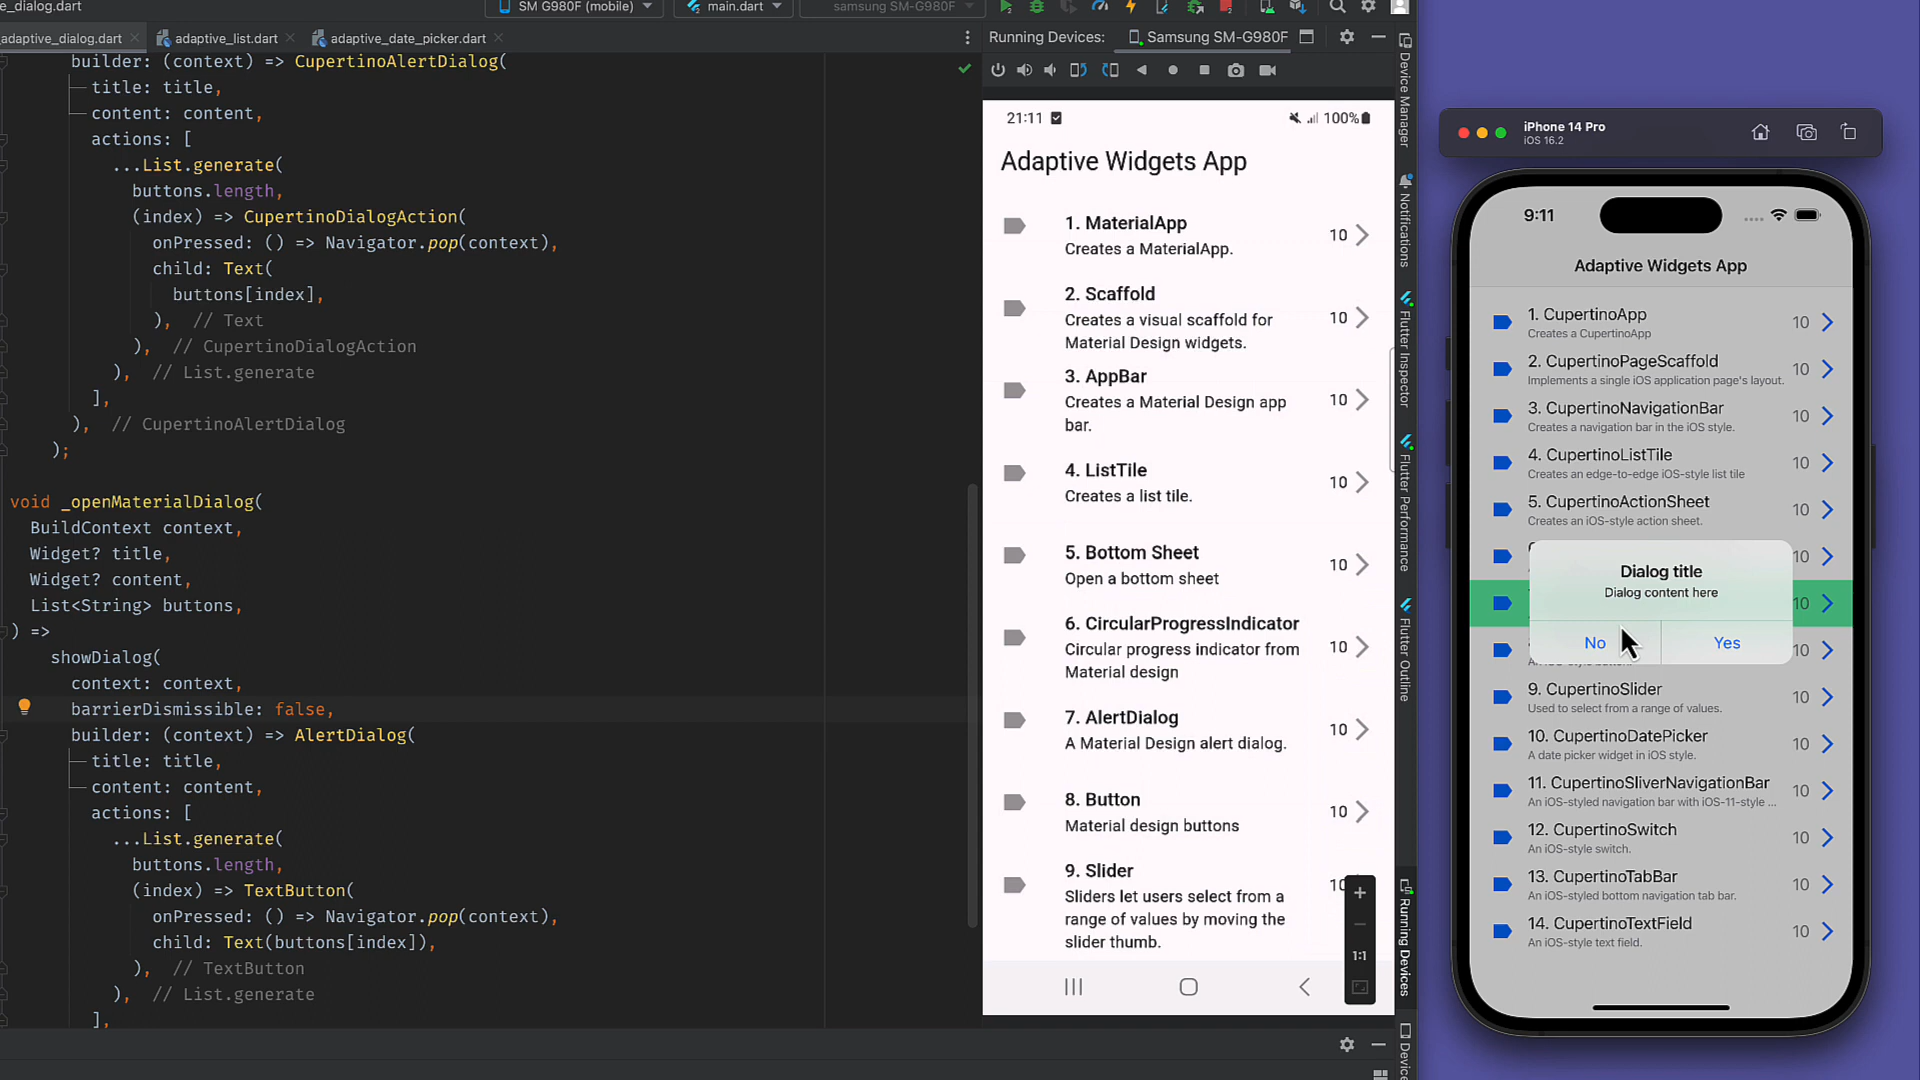 e_dialog.dart
SM G980F (mobile)
main.dart
samsung SM-G980F
adaptive_dialog.dart
adaptive_list.dart
adaptive_date_picker.dart
Running Devices:
Samsung SM-G980F
builder: (context) => CupertinoAlertDialog(
title: title,
content: content,
actions: [
...List.generate(
buttons.length,
(index) => CupertinoDialogAction(
onPressed: () => Navigator.pop(context),
child: Text(
buttons[index],
), // Text
), // CupertinoDialogAction
), // List.generate
],
), // CupertinoAlertDialog
);
void _openMaterialDialog(
BuildContext context,
Widget? title,
Widget? content,
List<String> buttons,
) =>
showDialog(
context: context,
barrierDismissible: false,
builder: (context) => AlertDialog(
title: title,
content: content,
actions: [
...List.generate(
buttons.length,
(index) => TextButton(
onPressed: () => Navigator.pop(context),
child: Text(buttons[index]),
), // TextButton
), // List.generate
],
21:11
100%
Adaptive Widgets App
1. MaterialApp
Creates a MaterialApp.
10
2. Scaffold
Creates a visual scaffold for
Material Design widgets.
10
3. AppBar
Creates a Material Design app
bar.
10
4. ListTile
Creates a list tile.
10
5. Bottom Sheet
Open a bottom sheet
10
6. CircularProgressIndicator
Circular progress indicator from
Material design
10
7. AlertDialog
A Material Design alert dialog.
10
8. Button
Material design buttons
10
9. Slider
Sliders let users select from a
range of values by moving the
slider thumb.
10
1:1
Device Manager
Notifications
Flutter Inspector
Flutter Performance
Flutter Outline
Running Devices
Device
iPhone 14 Pro
iOS 16.2
9:11
Adaptive Widgets App
1. CupertinoApp
Creates a CupertinoApp
10
2. CupertinoPageScaffold
Implements a single iOS application page's layout.
10
3. CupertinoNavigationBar
Creates a navigation bar in the iOS style.
10
4. CupertinoListTile
Creates an edge-to-edge iOS-style list tile
10
5. CupertinoActionSheet
Creates an iOS-style action sheet.
10
10
Dialog title
Dialog content here
No
Yes
10
10
9. CupertinoSlider
Used to select from a range of values.
10
10. CupertinoDatePicker
A date picker widget in iOS style.
10
11. CupertinoSliverNavigationBar
An iOS-styled navigation bar with iOS-11-style ...
10
12. CupertinoSwitch
An iOS-style switch.
10
13. CupertinoTabBar
An iOS-styled bottom navigation tab bar.
10
14. CupertinoTextField
An iOS-style text field.
10